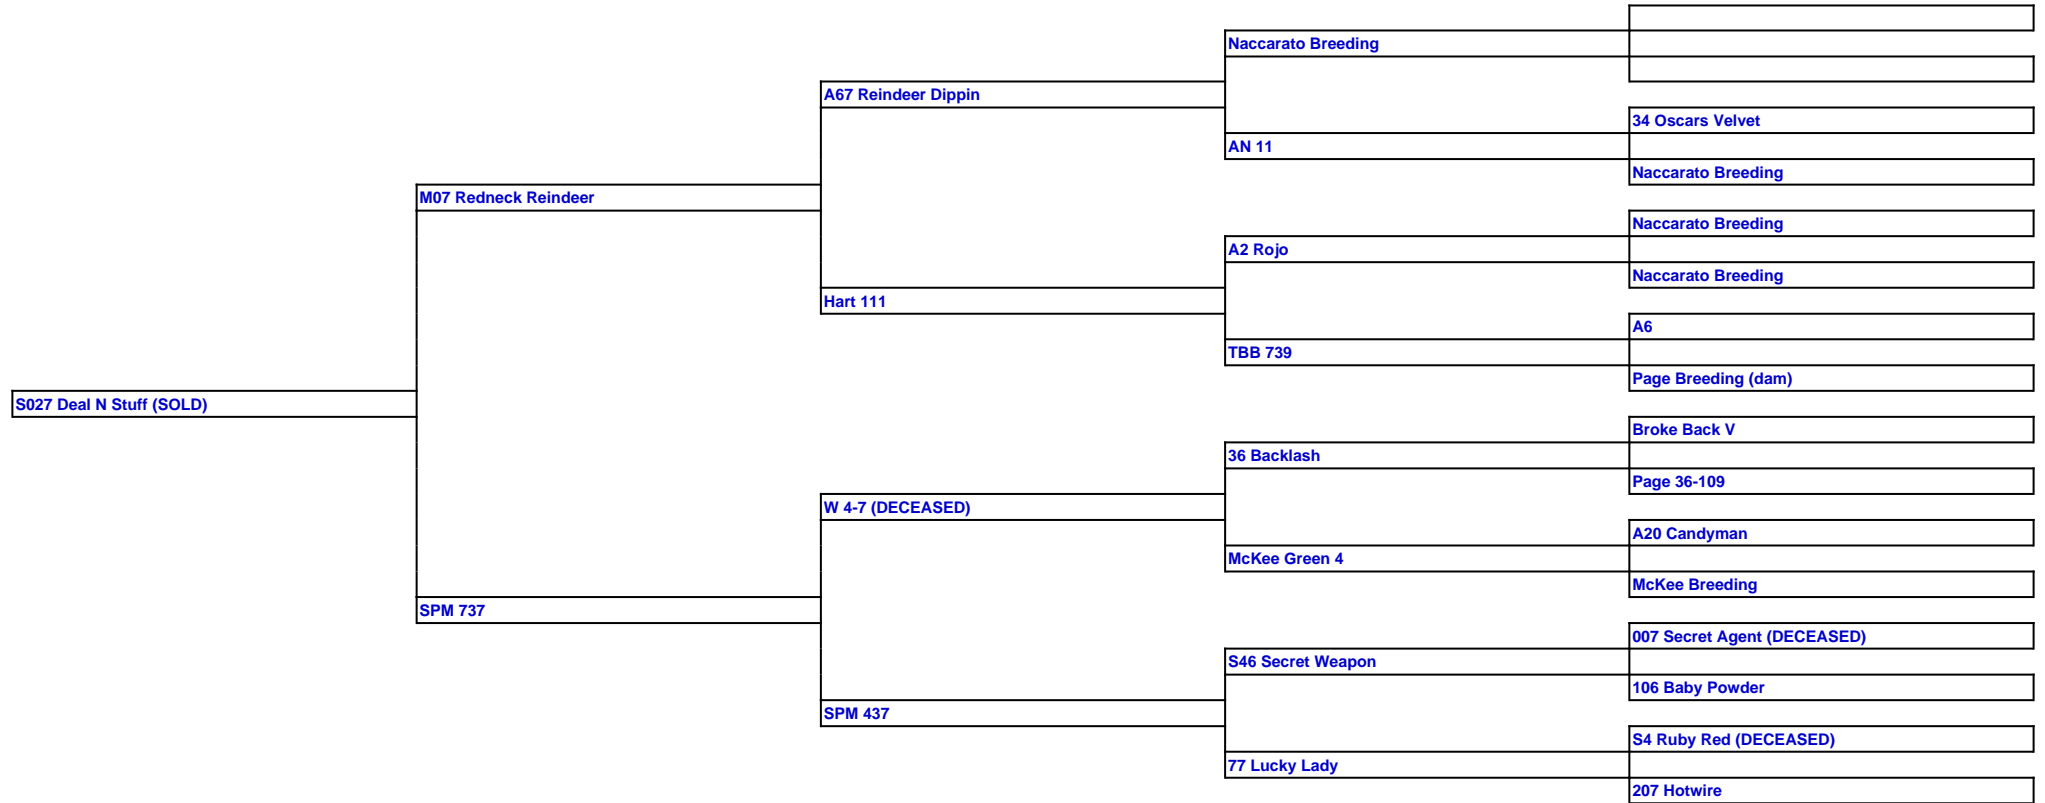 Naccarato Breeding
A67 Reindeer Dippin
34 Oscars Velvet
AN 11
Naccarato Breeding
M07 Redneck Reindeer
Naccarato Breeding
A2 Rojo
Naccarato Breeding
Hart 111
A6
TBB 739
Page Breeding (dam)
S027 Deal N Stuff (SOLD)
Broke Back V
36 Backlash
Page 36-109
W 4-7 (DECEASED)
A20 Candyman
McKee Green 4
McKee Breeding
SPM 737
007 Secret Agent (DECEASED)
S46 Secret Weapon
106 Baby Powder
SPM 437
S4 Ruby Red (DECEASED)
77 Lucky Lady
207 Hotwire